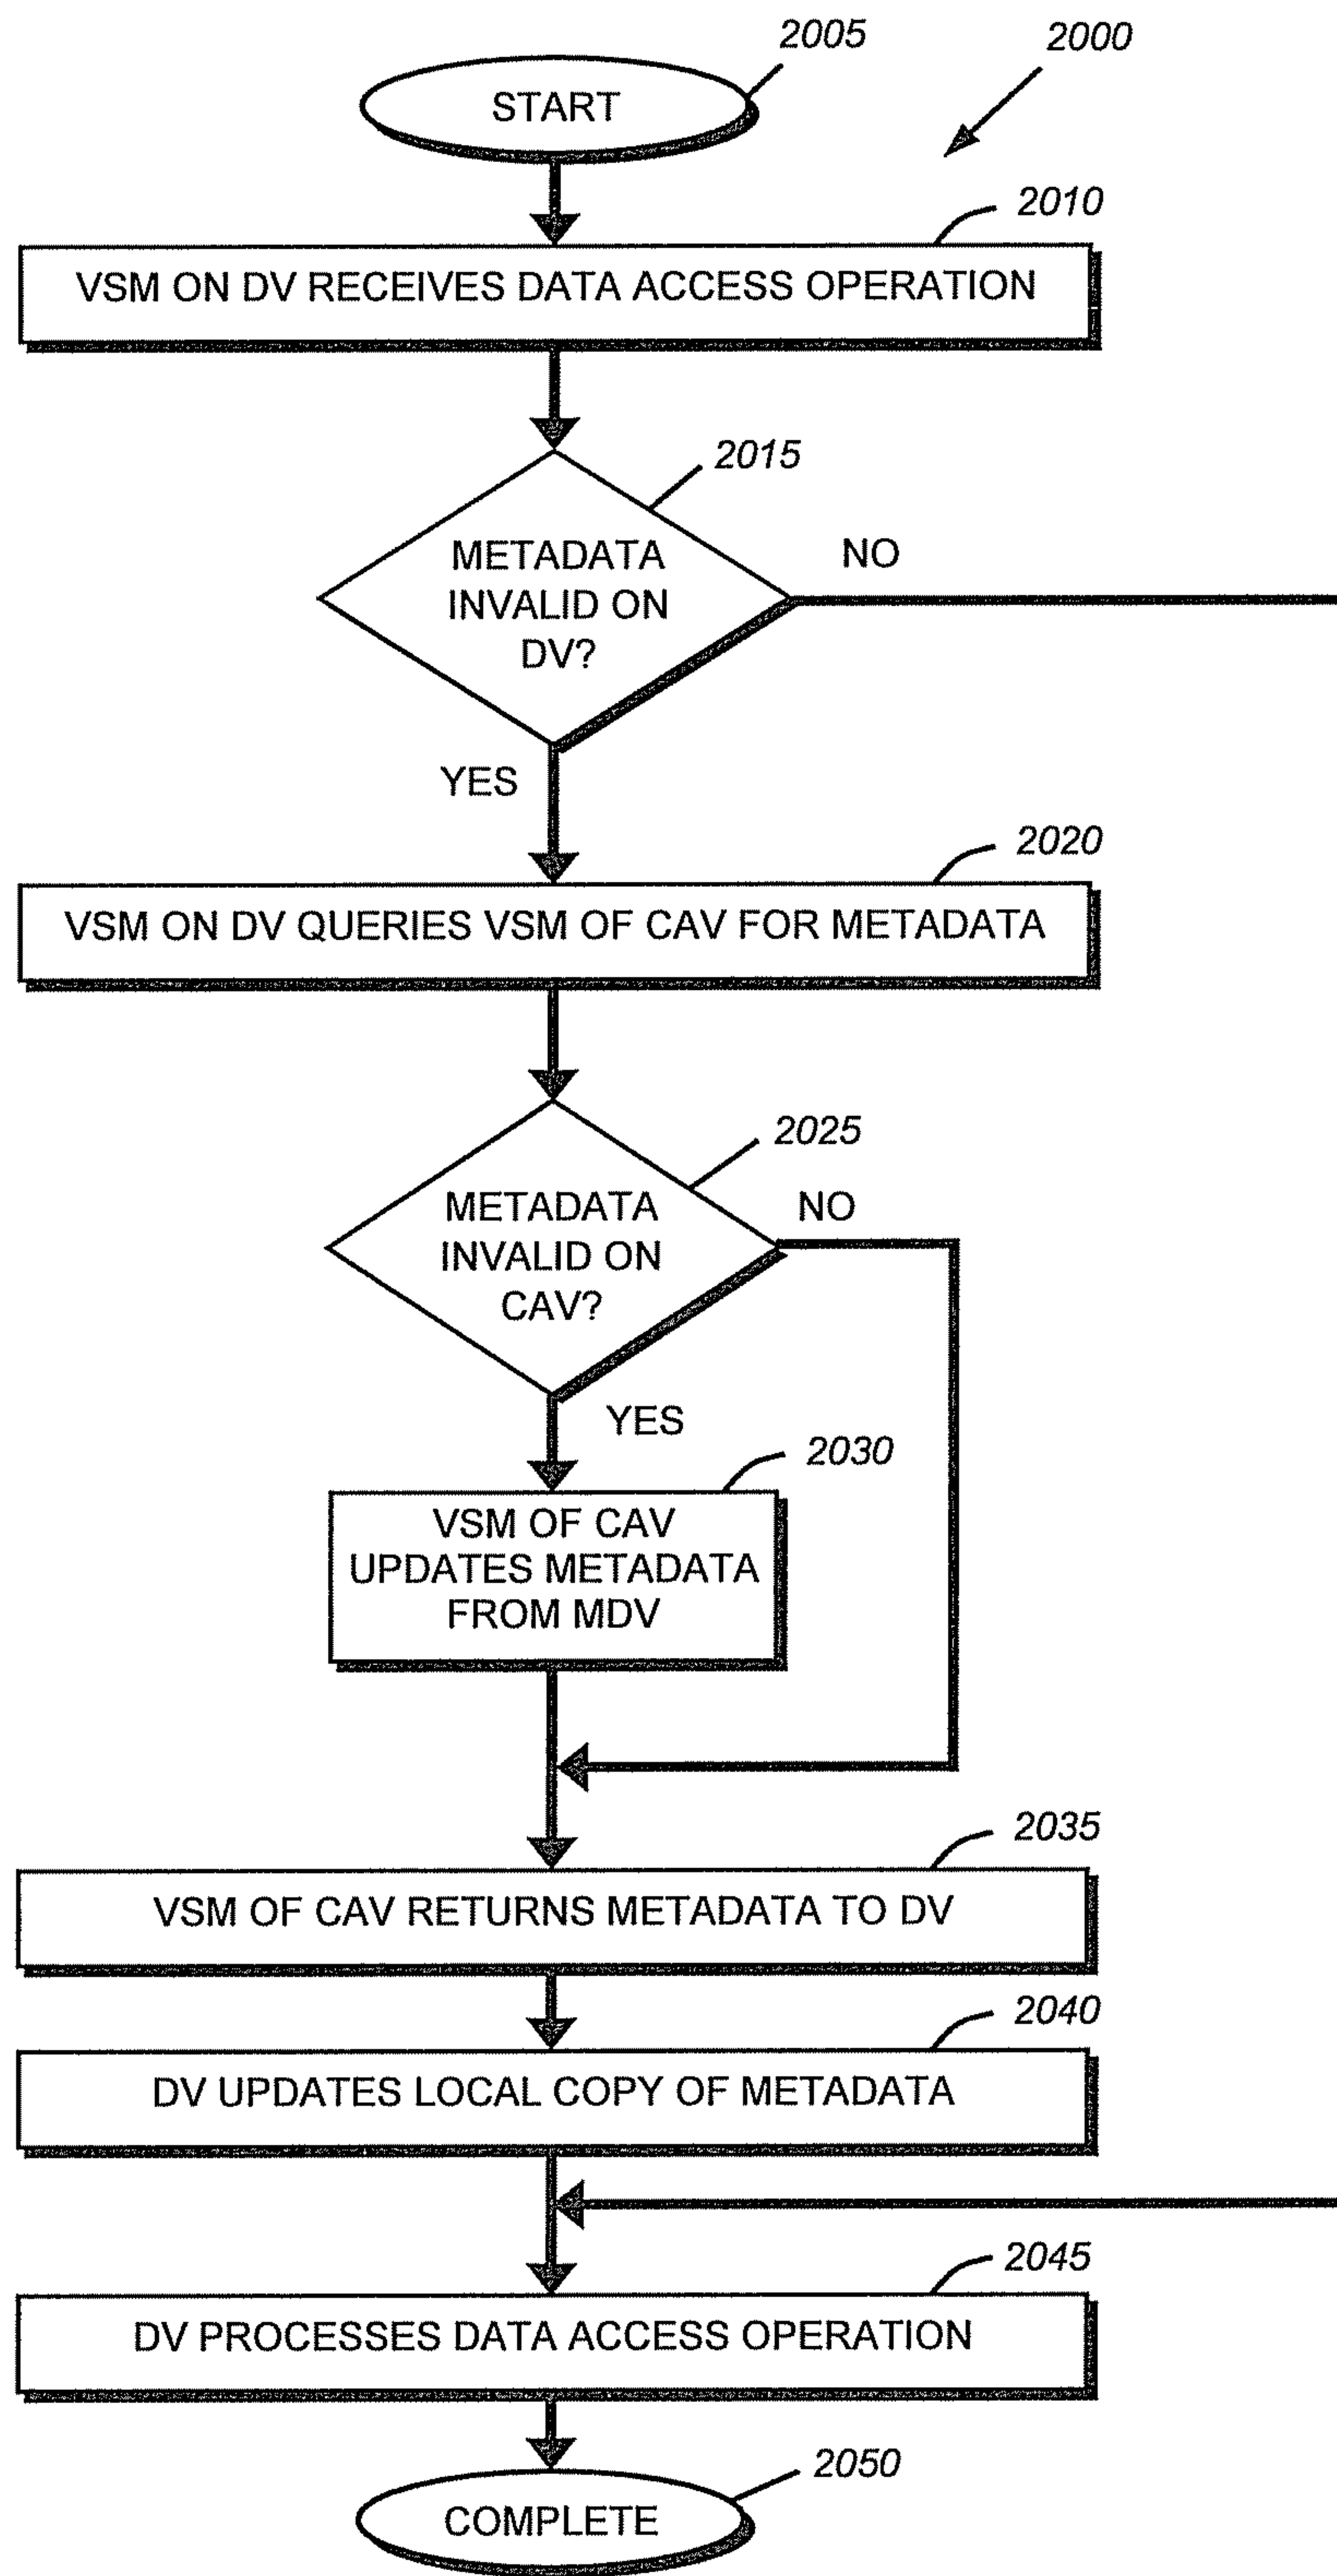 2005
2000
START
2010
VSM ON DV RECEIVES DATA ACCESS OPERATION
2015
METADATA
INVALID ON
DV?
NO
YES
2020
VSM ON DV QUERIES VSM OF CAV FOR METADATA
2025
METADATA
INVALID ON
CAV?
NO
YES
2030
VSM OF CAV
UPDATES METADATA
FROM MDV
2035
VSM OF CAV RETURNS METADATA TO DV
2040
DV UPDATES LOCAL COPY OF METADATA
2045
DV PROCESSES DATA ACCESS OPERATION
2050
COMPLETE